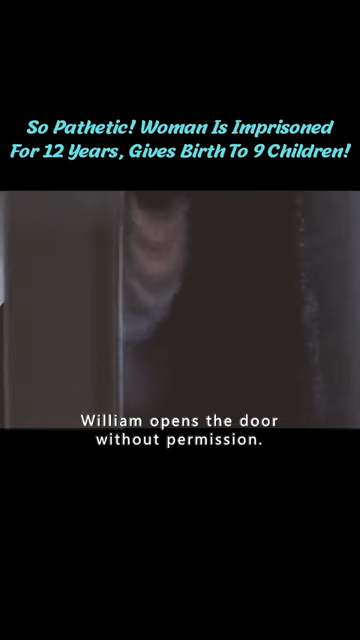 So Pathetic! Woman Is Imprisoned
For 12 Years, Gives Birth To 9 Children!
William opens the door
without permission.